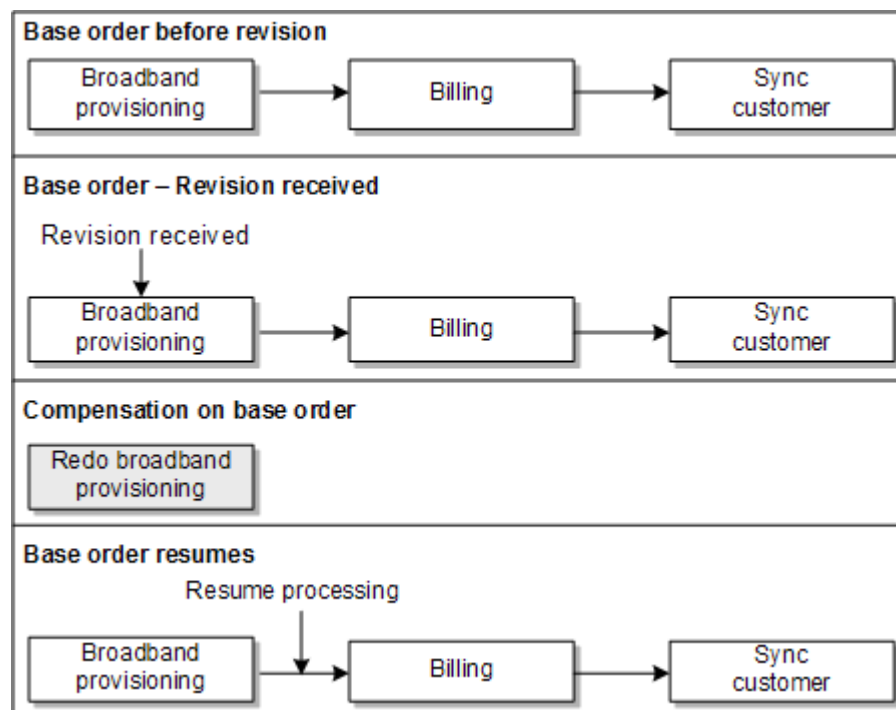 Base order before revision
Broadband
provisioning
Billing
Sync
customer
Base order – Revision received
Revision received
Broadband
provisioning
Billing
Sync
customer
Compensation on base order
Redo broadband
provisioning
Base order resumes
Resume processing
Broadband
provisioning
Billing
Sync
customer